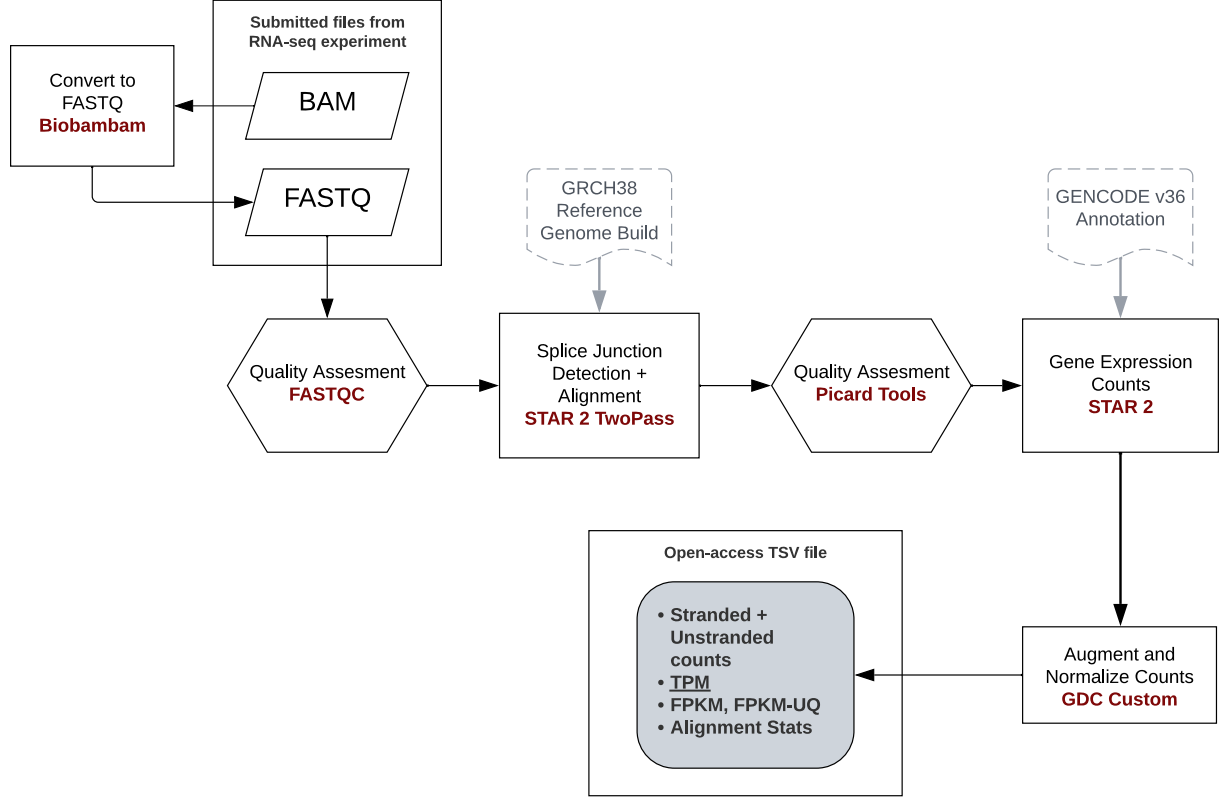 Submitted files from
RNA-seq experiment
Convert to
FASTQ
Biobambam
BAM
FASTQ
GRCH38
Reference
Genome Build
GENCODE v36
Annotation
Quality Assesment
FASTQC
Splice Junction
Detection +
Alignment
STAR 2 TwoPass
Quality Assesment
Picard Tools
Gene Expression
Counts
STAR 2
Open-access TSV file
• Stranded +
Unstranded
counts
• TPM
• FPKM, FPKM-UQ
• Alignment Stats
Augment and
Normalize Counts
GDC Custom